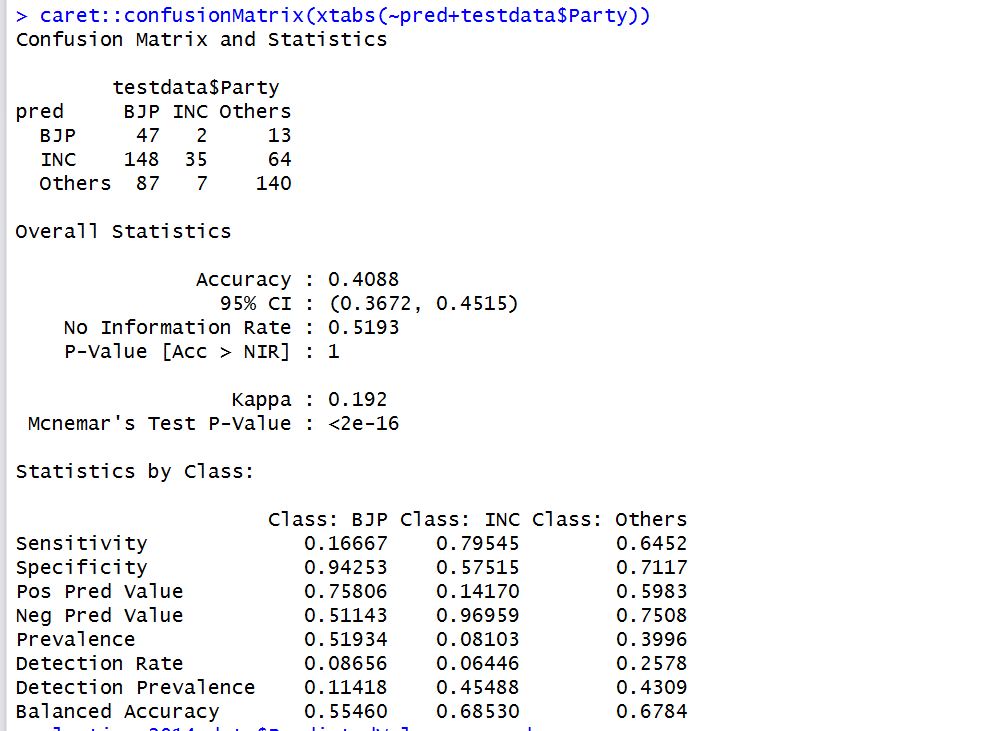 > caret::confusionMatrix(xtabs(~pred+testdata$Party))
Confusion Matrix and Statistics
testdata$Party
pred BJP INC Others
BJP 47 2 13
INC 148 35 64
Others 87 7 140
Overall Statistics
Accuracy : 0.4088
95% CI : (0.3672, 0.4515)
No Information Rate : 0.5193
P-Value [Acc > NIR] : 1
Kappa : 0.192
Mcnemar's Test P-Value : <2e-16
Statistics by Class:
Class: BJP Class: INC Class: Others
Sensitivity 0.16667 0.79545 0.6452
Specificity 0.94253 0.57515 0.7117
Pos Pred Value 0.75806 0.14170 0.5983
Neg Pred Value 0.51143 0.96959 0.7508
Prevalence 0.51934 0.08103 0.3996
Detection Rate 0.08656 0.06446 0.2578
Detection Prevalence 0.11418 0.45488 0.4309
Balanced Accuracy 0.55460 0.68530 0.6784